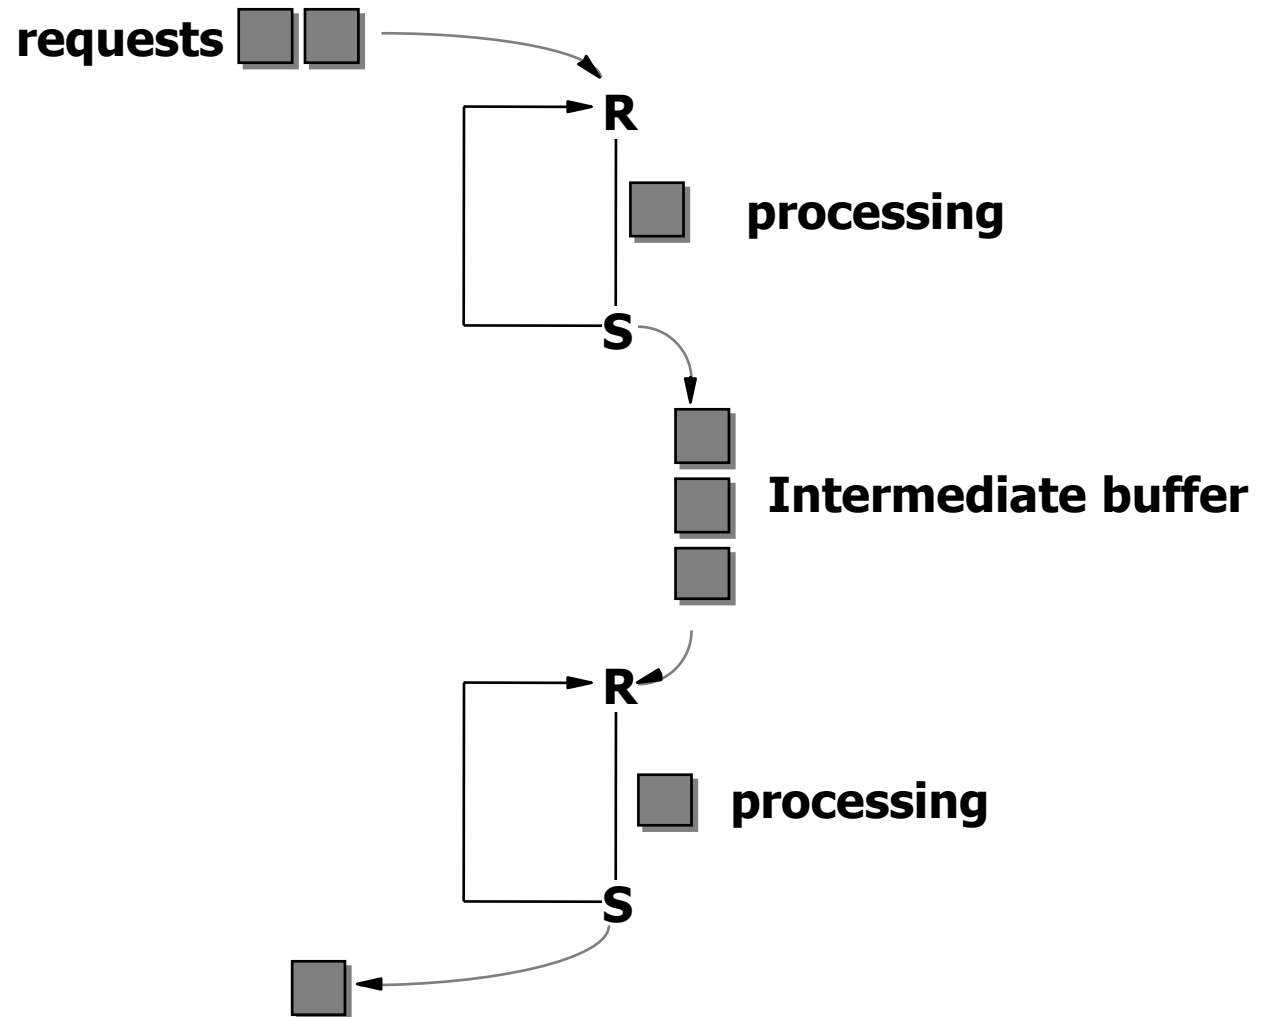 requests
R
processing
S
Intermediate buffer
R
processing
S